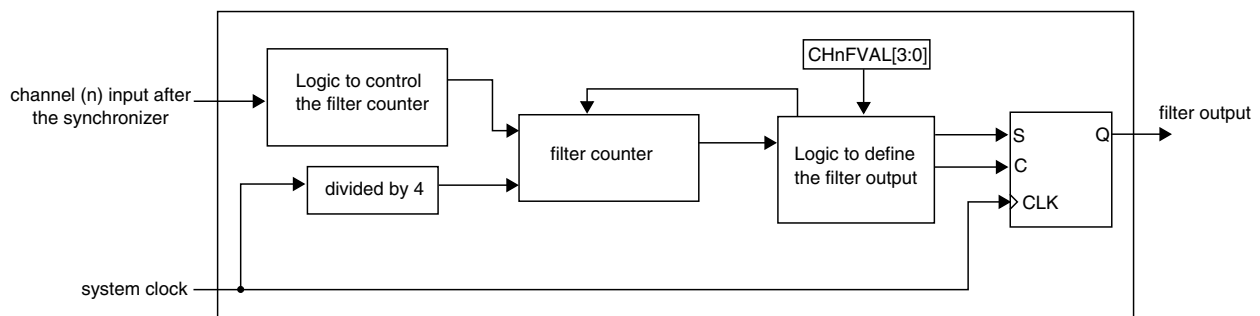 channel (n) input after
the synchronizer
Logic to control
the filter counter
divided by 4
filter counter
CHnFVAL[3:0]
Logic to define
the filter output
S
C
CLK
Q
filter output
system clock